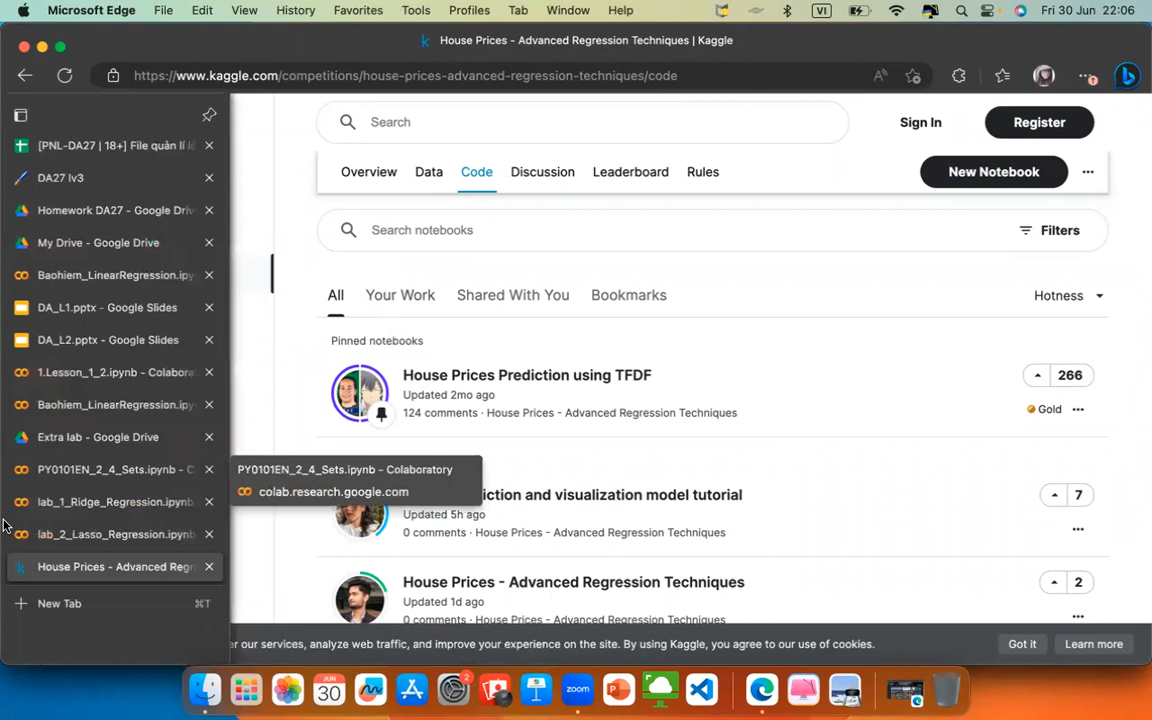 Microsoft Edge File Edit View History Favorites Tools Profiles Tab Window Help VI Fri 30 Jun 22:06
House Prices - Advanced Regression Techniques | Kaggle
https://www.kaggle.com/competitions/house-prices-advanced-regression-techniques/code
[PNL-DA27 | 18+] File quản lí
DA27 lv3
Homework DA27 - Google Driv
My Drive - Google Drive
Baohiem_LinearRegression.ipy
DA_L1.pptx - Google Slides
DA_L2.pptx - Google Slides
1.Lesson_1_2.ipynb - Colabora
Baohiem_LinearRegression.ipy
Extra lab - Google Drive
PY0101EN_2_4_Sets.ipynb - C
lab_1_Ridge_Regression.ipynb
lab_2_Lasso_Regression.ipynb
House Prices - Advanced Regr
New Tab ⌘T
PY0101EN_2_4_Sets.ipynb - Colaboratory
colab.research.google.com
Search
Sign In
Register
Overview Data Code Discussion Leaderboard Rules
New Notebook
Search notebooks
Filters
All Your Work Shared With You Bookmarks
Hotness
Pinned notebooks
House Prices Prediction using TFDF
Updated 2mo ago
124 comments · House Prices - Advanced Regression Techniques
266
Gold
iction and visualization model tutorial
Updated 5h ago
0 comments · House Prices - Advanced Regression Techniques
7
House Prices - Advanced Regression Techniques
Updated 1d ago
0 comments · House Prices - Advanced Regression Techniques
2
er our services, analyze web traffic, and improve your experience on the site. By using Kaggle, you agree to our use of cookies.
Got it
Learn more
JUN
30
2
zoom